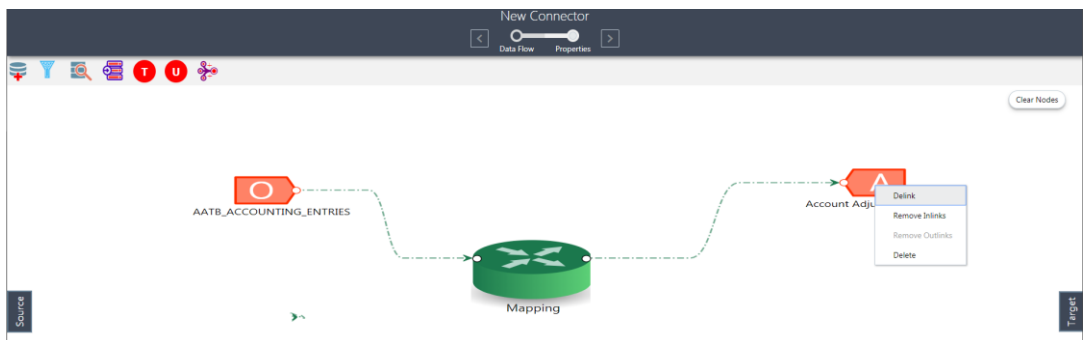 New Connector
<
>
Data Flow
Properties
T
U
Clear Nodes
O
A
AATB_ACCOUNTING_ENTRIES
Account Adju
Delink
Remove Inlinks
Remove Outlinks
Delete
Mapping
Source
Target